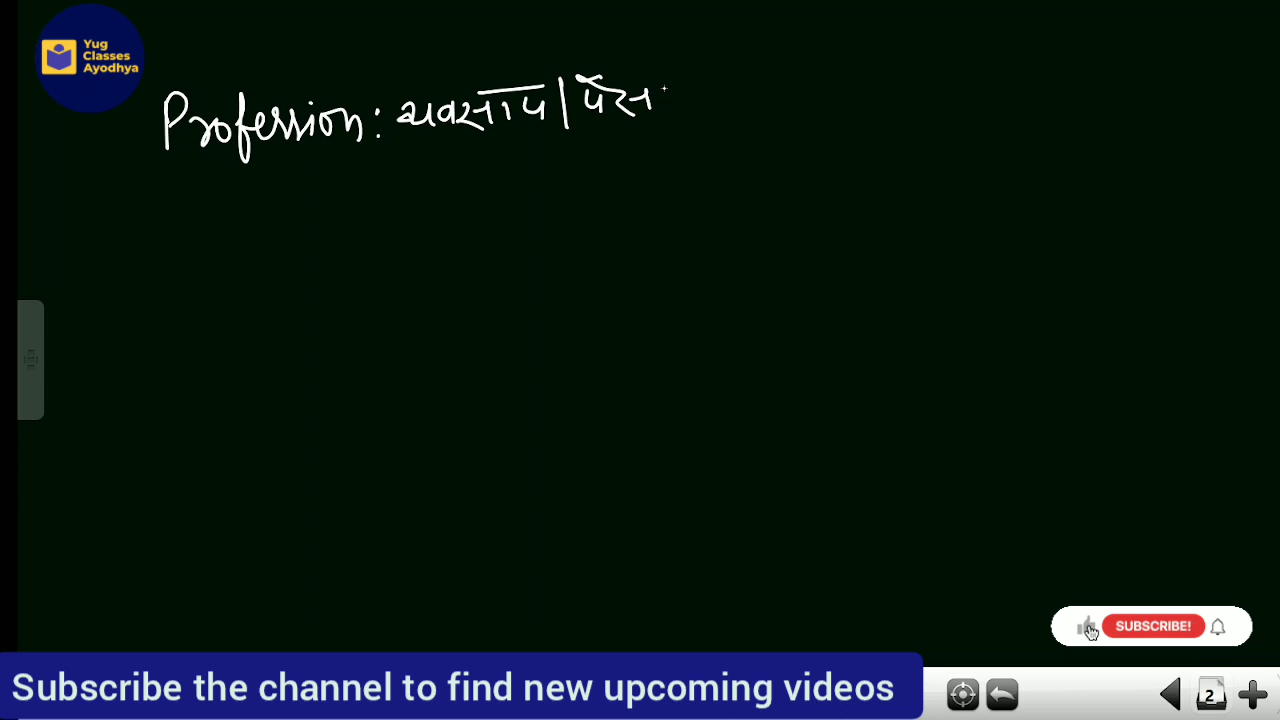 Yug
Classes
Ayodhya
Profession: व्यवसाय / पेसा
SUBSCRIBE!
Subscribe the channel to find new upcoming videos
2